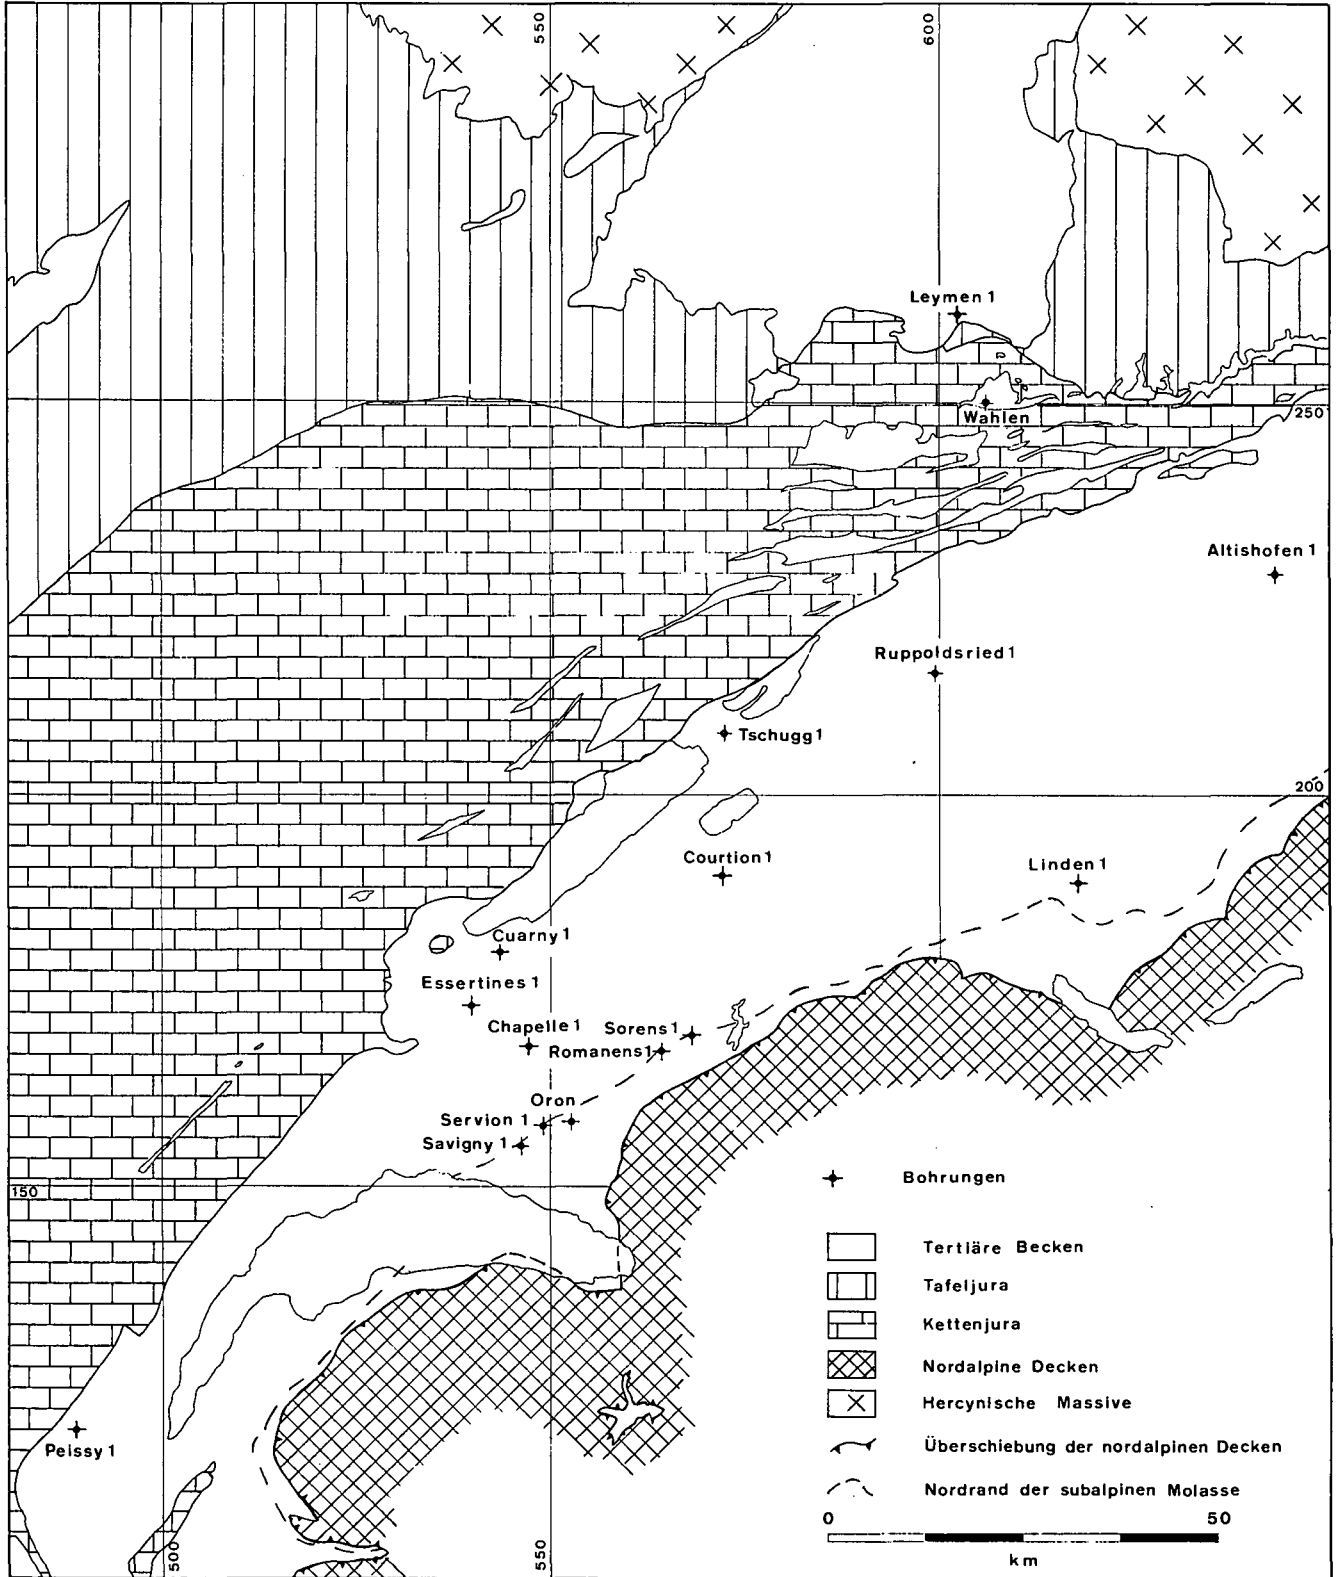 550
600
Leymen 1
Wahlen
250
Altishofen 1
Ruppoldsried 1
Tschugg 1
200
Courtion 1
Linden 1
Cuarny 1
Essertines 1
Chapelle 1
Sorens 1
Romanens 1
Oron
Servion 1
Savigny 1
150
Bohrungen
Tertiäre Becken
Tafeljura
Kettenjura
Nordalpine Decken
Hercynische Massive
Peissy 1
Überschiebung der nordalpinen Decken
Nordrand der subalpinen Molasse
0 50
km
500
550